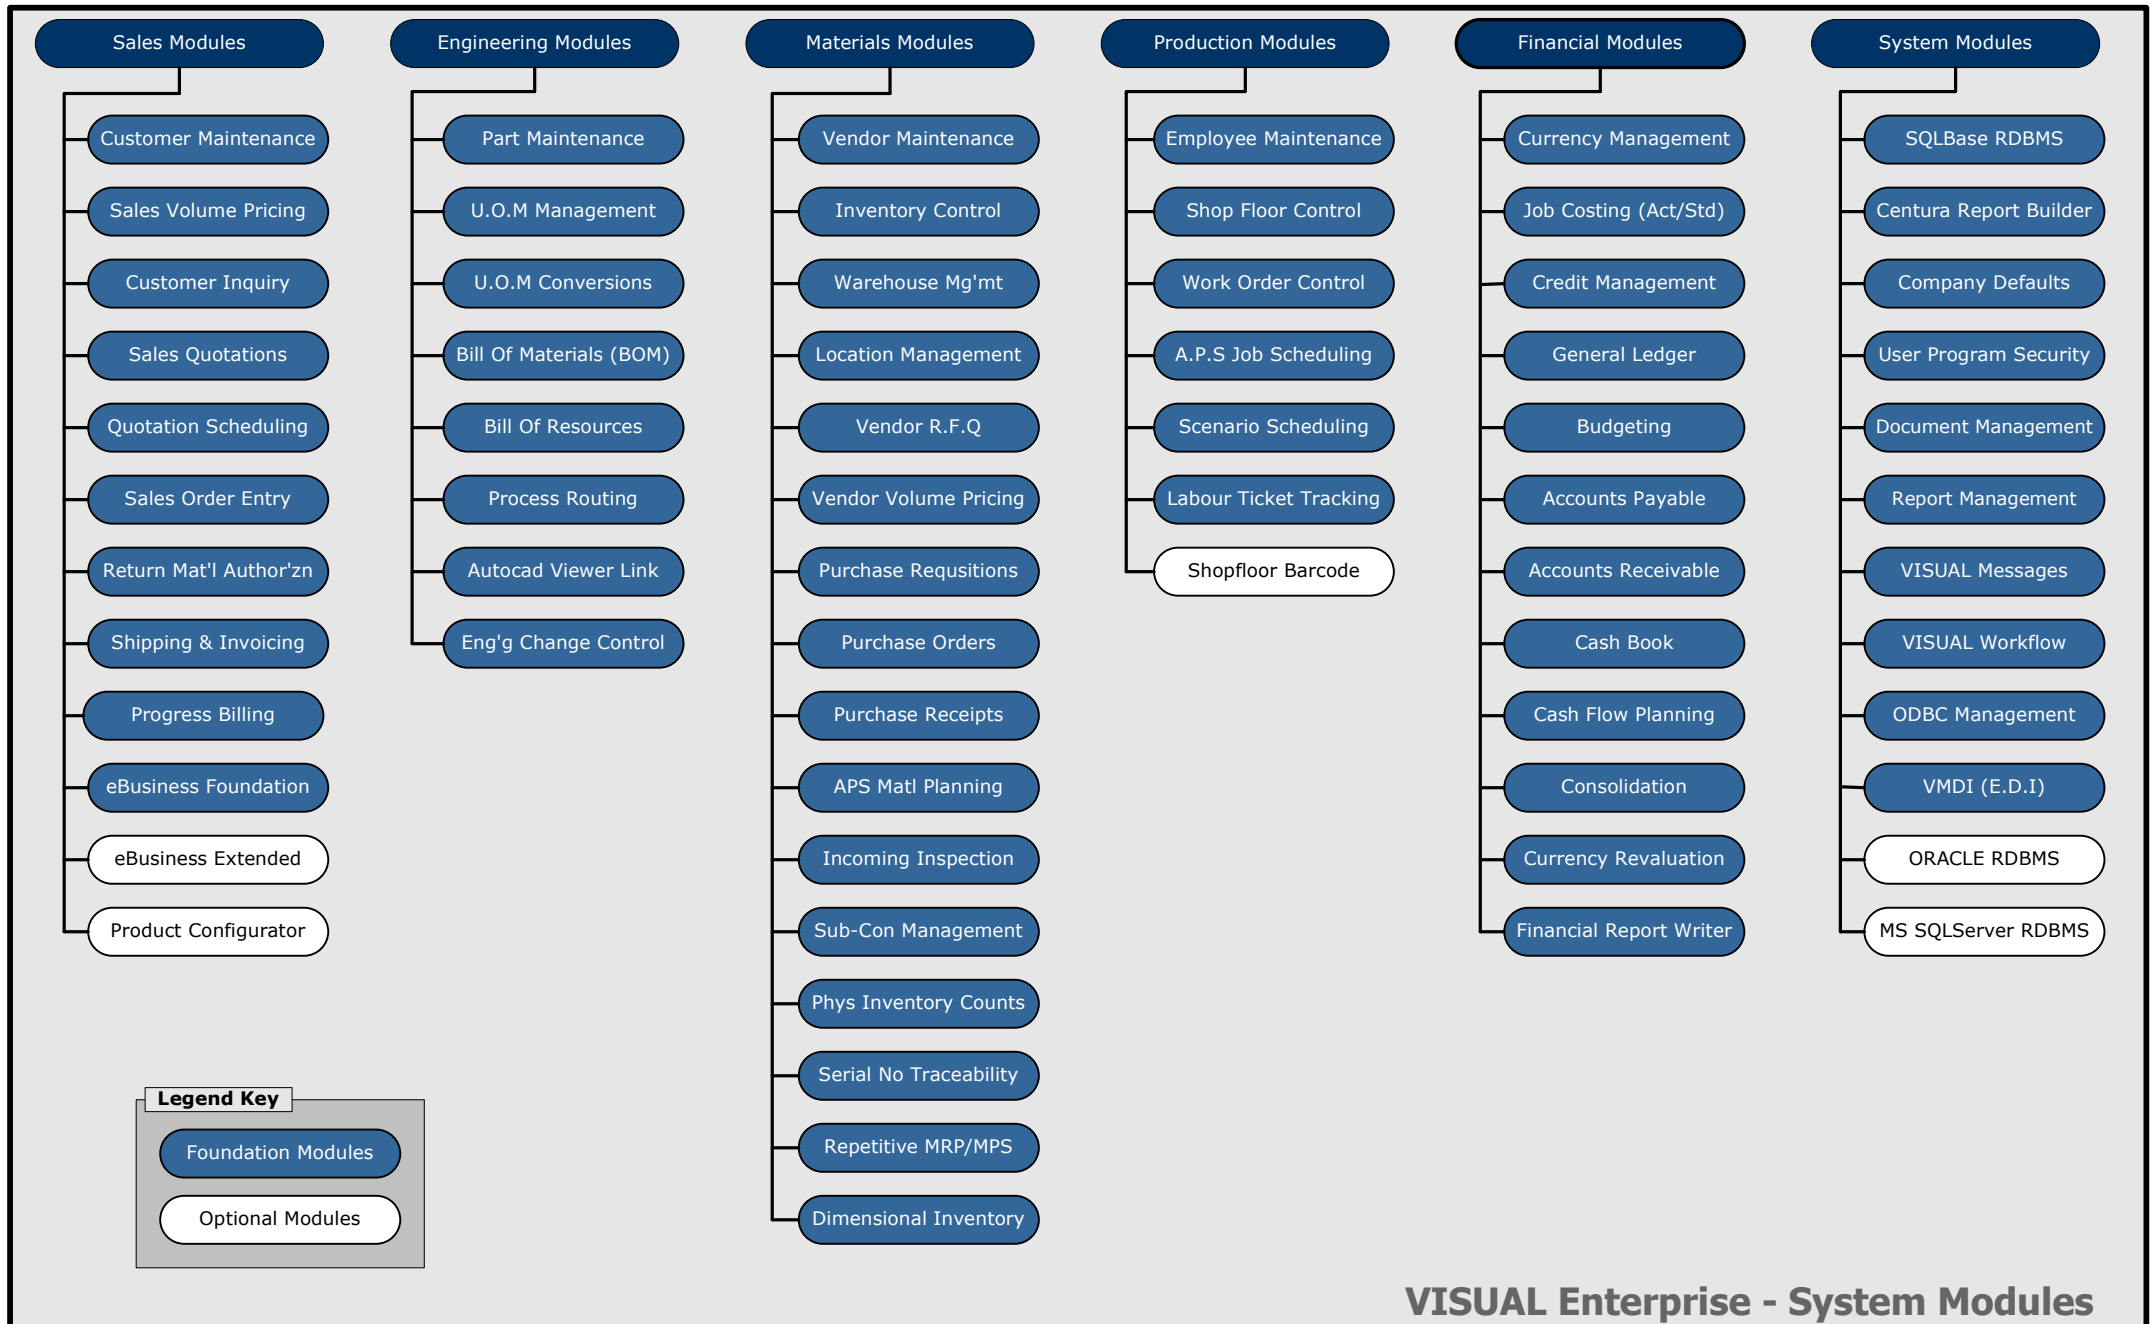 Sales Modules
Customer Maintenance
Sales Volume Pricing
Customer Inquiry
Sales Quotations
Quotation Scheduling
Sales Order Entry
Return Mat'l Author'zn
Shipping & Invoicing
Progress Billing
eBusiness Foundation
eBusiness Extended
Product Configurator
Engineering Modules
Part Maintenance
U.O.M Management
U.O.M Conversions
Bill Of Materials (BOM)
Bill Of Resources
Process Routing
Autocad Viewer Link
Eng'g Change Control
Materials Modules
Vendor Maintenance
Inventory Control
Warehouse Mg'mt
Location Management
Vendor R.F.Q
Vendor Volume Pricing
Purchase Requsitions
Purchase Orders
Purchase Receipts
APS Matl Planning
Incoming Inspection
Sub-Con Management
Phys Inventory Counts
Serial No Traceability
Repetitive MRP/MPS
Dimensional Inventory
Production Modules
Employee Maintenance
Shop Floor Control
Work Order Control
A.P.S Job Scheduling
Scenario Scheduling
Labour Ticket Tracking
Shopfloor Barcode
Financial Modules
Currency Management
Job Costing (Act/Std)
Credit Management
General Ledger
Budgeting
Accounts Payable
Accounts Receivable
Cash Book
Cash Flow Planning
Consolidation
Currency Revaluation
Financial Report Writer
System Modules
SQLBase RDBMS
Centura Report Builder
Company Defaults
User Program Security
Document Management
Report Management
VISUAL Messages
VISUAL Workflow
ODBC Management
VMDI (E.D.I)
ORACLE RDBMS
MS SQLServer RDBMS
Legend Key
Foundation Modules
Optional Modules
VISUAL Enterprise - System Modules